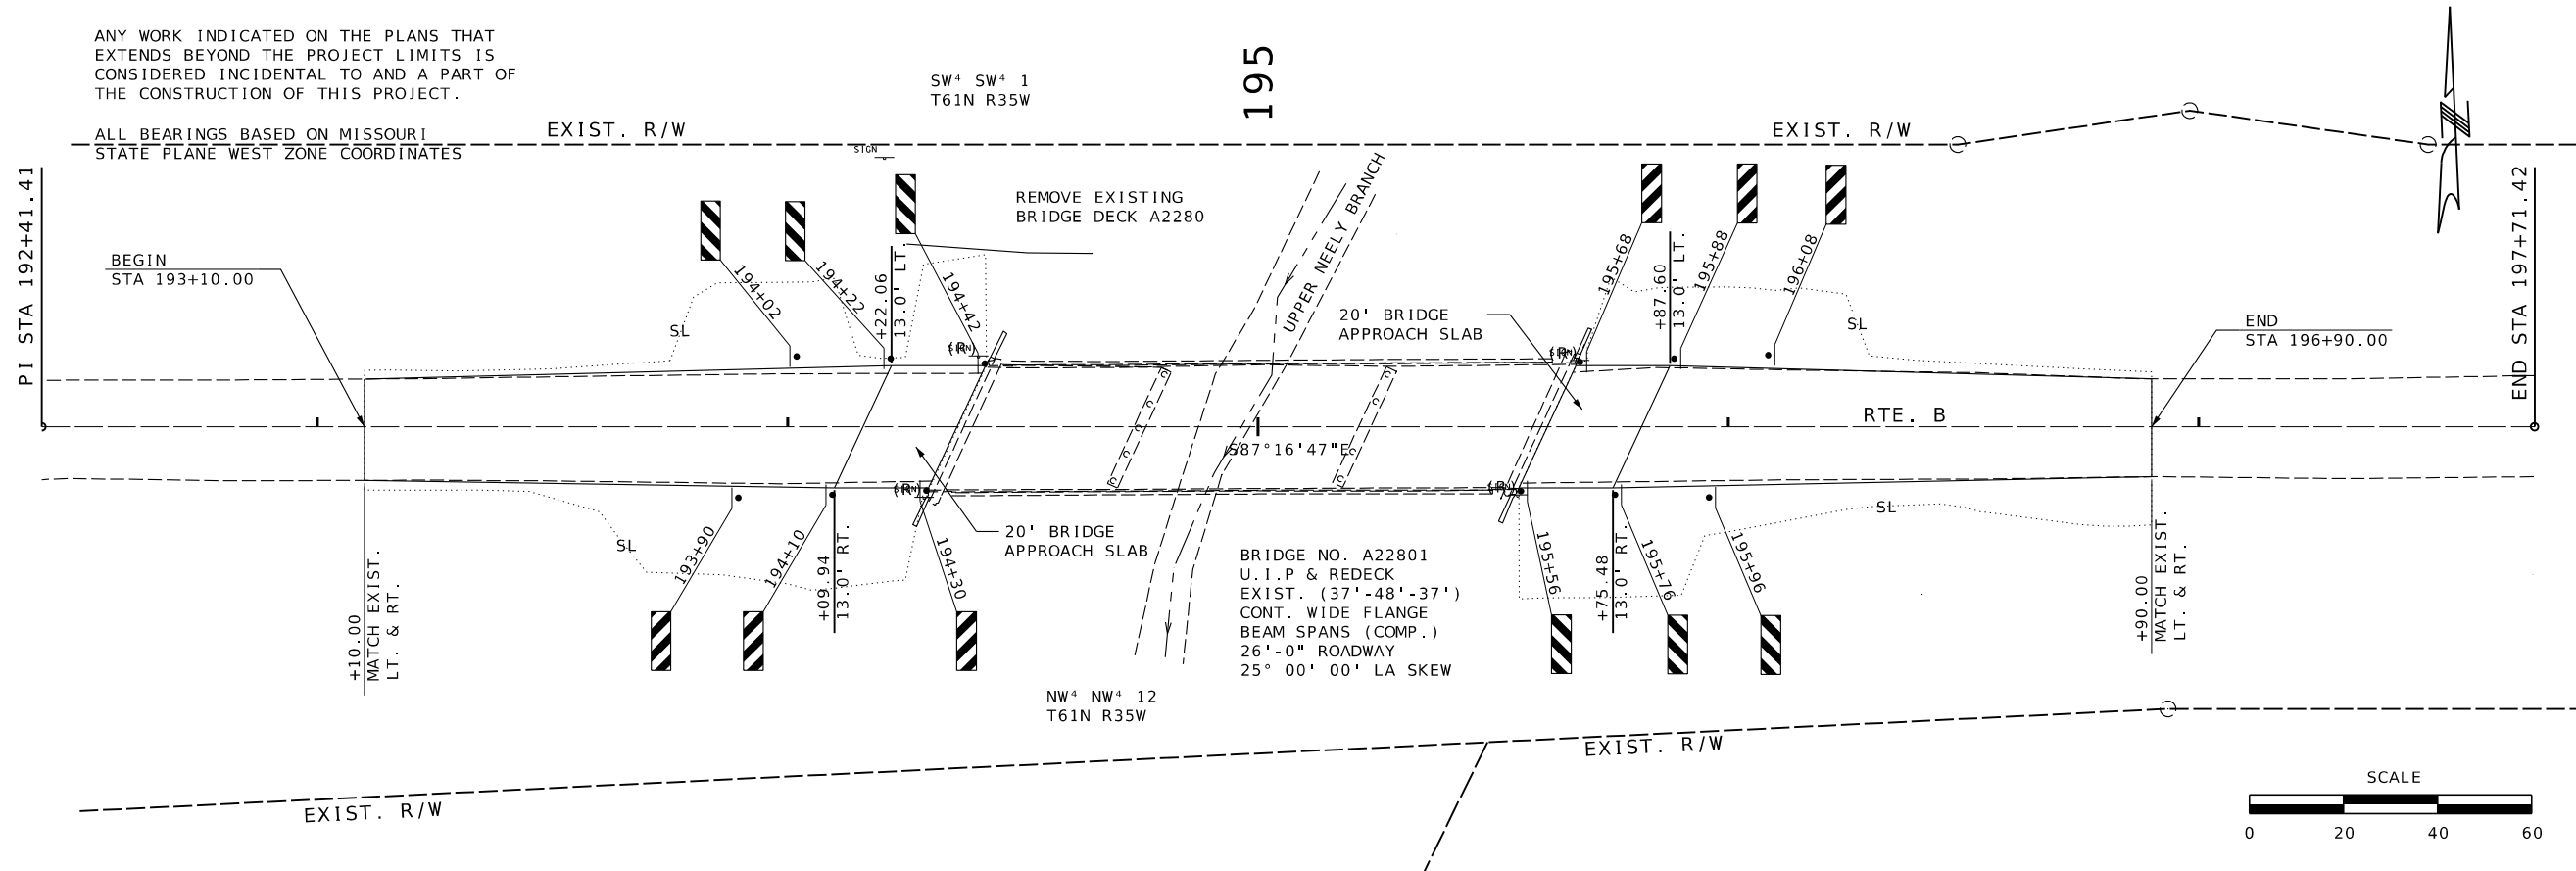 ANY WORK INDICATED ON THE PLANS THAT
EXTENDS BEYOND THE PROJECT LIMITS IS
CONSIDERED INCIDENTAL TO AND A PART OF
THE CONSTRUCTION OF THIS PROJECT.
ALL BEARINGS BASED ON MISSOURI
STATE PLANE WEST ZONE COORDINATES
SW⁴ SW⁴ 1
T61N R35W
195
EXIST. R/W
EXIST. R/W
SIGN
PI STA 192+41.41
END STA 197+71.42
REMOVE EXISTING
BRIDGE DECK A2280
UPPER NEELY BRANCH
BEGIN
STA 193+10.00
194+02
194+22
+22.06
13.0' LT.
194+42
195+68
+87.60
13.0' LT.
195+88
196+08
SL
SL
20' BRIDGE
APPROACH SLAB
END
STA 196+90.00
(R)
SIGN
(R)
SIGN
C
C
C
C
C
C
RTE. B
S87°16'47"E
(R)
SIGN
(R)
SIGN
SL
SL
193+90
194+10
+09.94
13.0' RT.
194+30
20' BRIDGE
APPROACH SLAB
195+56
+75.48
13.0' RT.
195+76
195+96
BRIDGE NO. A22801
U.I.P & REDECK
EXIST. (37'-48'-37')
CONT. WIDE FLANGE
BEAM SPANS (COMP.)
26'-0" ROADWAY
25° 00' 00' LA SKEW
+10.00
MATCH EXIST.
LT. & RT.
+90.00
MATCH EXIST.
LT. & RT.
NW⁴ NW⁴ 12
T61N R35W
EXIST. R/W
EXIST. R/W
SCALE
0 20 40 60